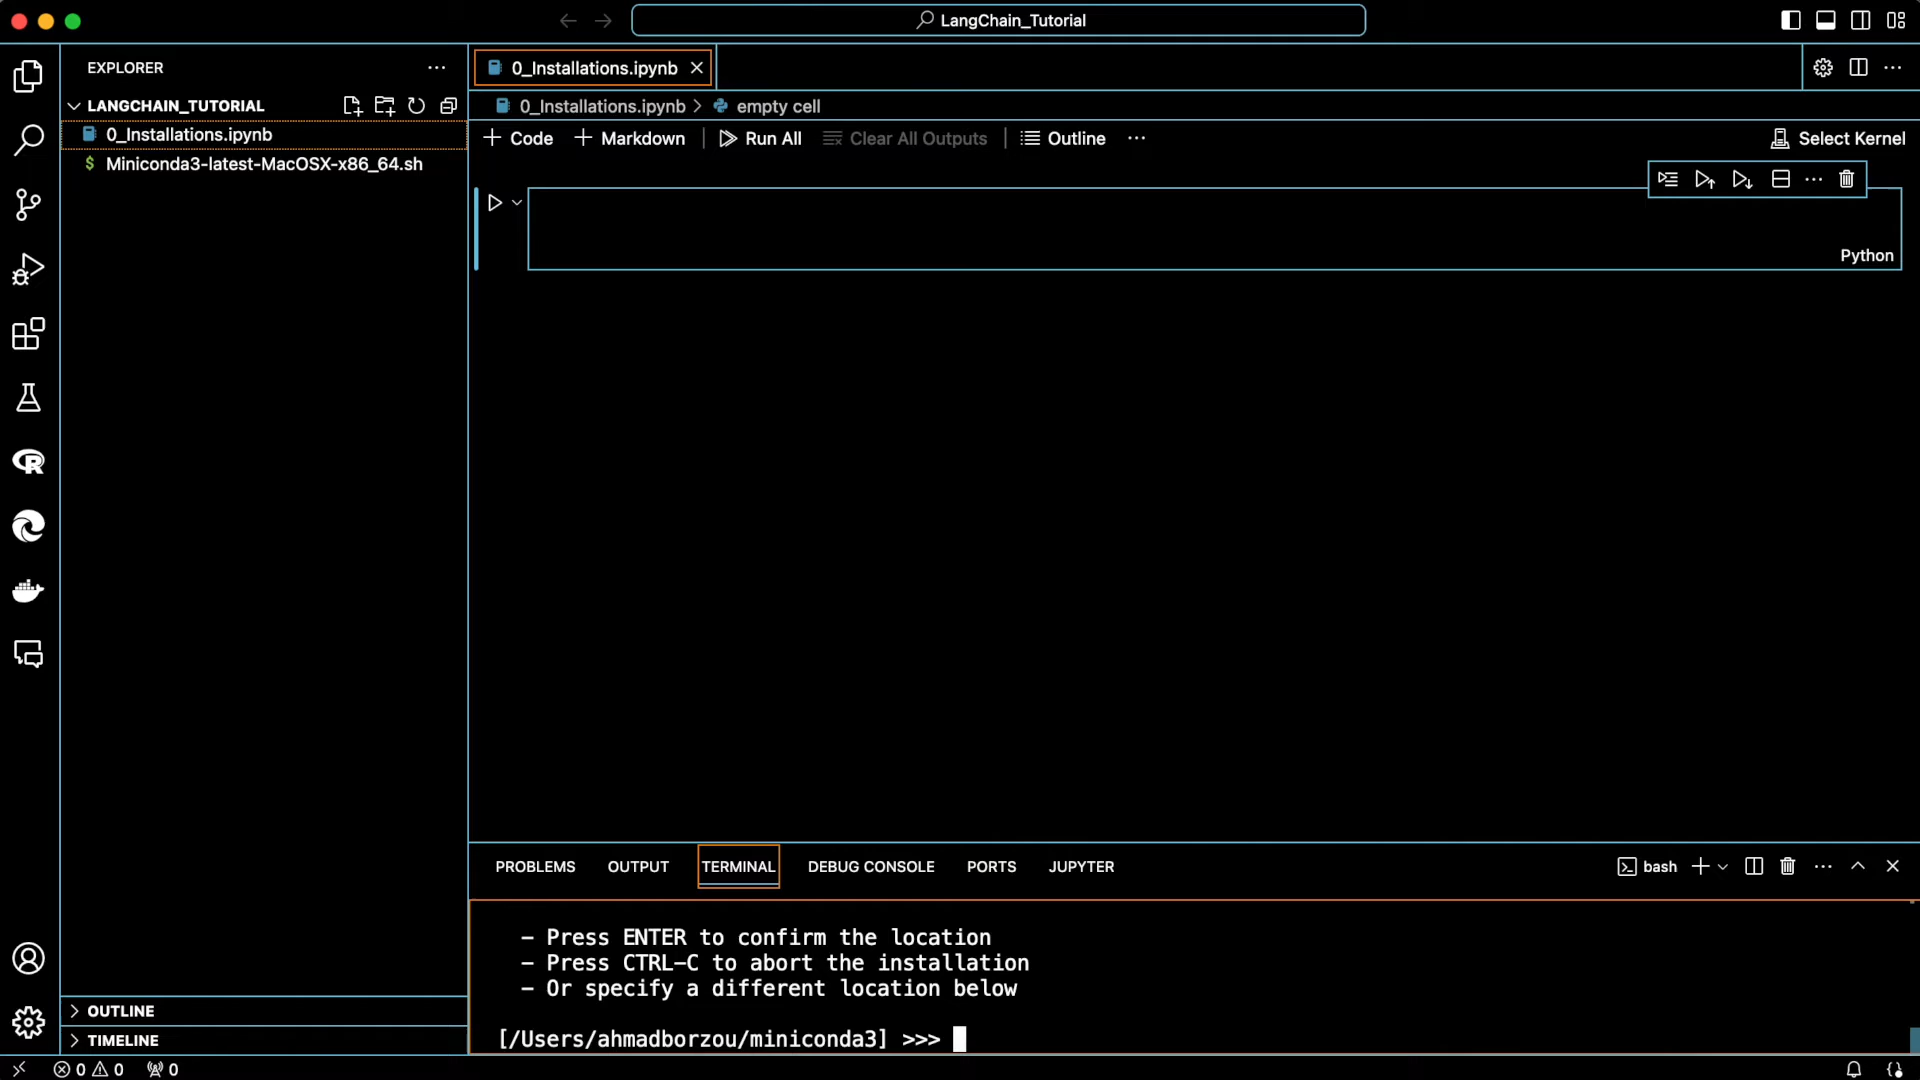 LangChain_Tutorial
EXPLORER
LANGCHAIN_TUTORIAL
0_Installations.ipynb
$ Miniconda3-latest-MacOSX-x86_64.sh
OUTLINE
TIMELINE
0_Installations.ipynb
0_Installations.ipynb > empty cell
+ Code + Markdown Run All Clear All Outputs Outline ... Select Kernel
Python
PROBLEMS OUTPUT TERMINAL DEBUG CONSOLE PORTS JUPYTER bash
- Press ENTER to confirm the location
- Press CTRL-C to abort the installation
- Or specify a different location below
[/Users/ahmadborzou/miniconda3] >>>
0 0 0